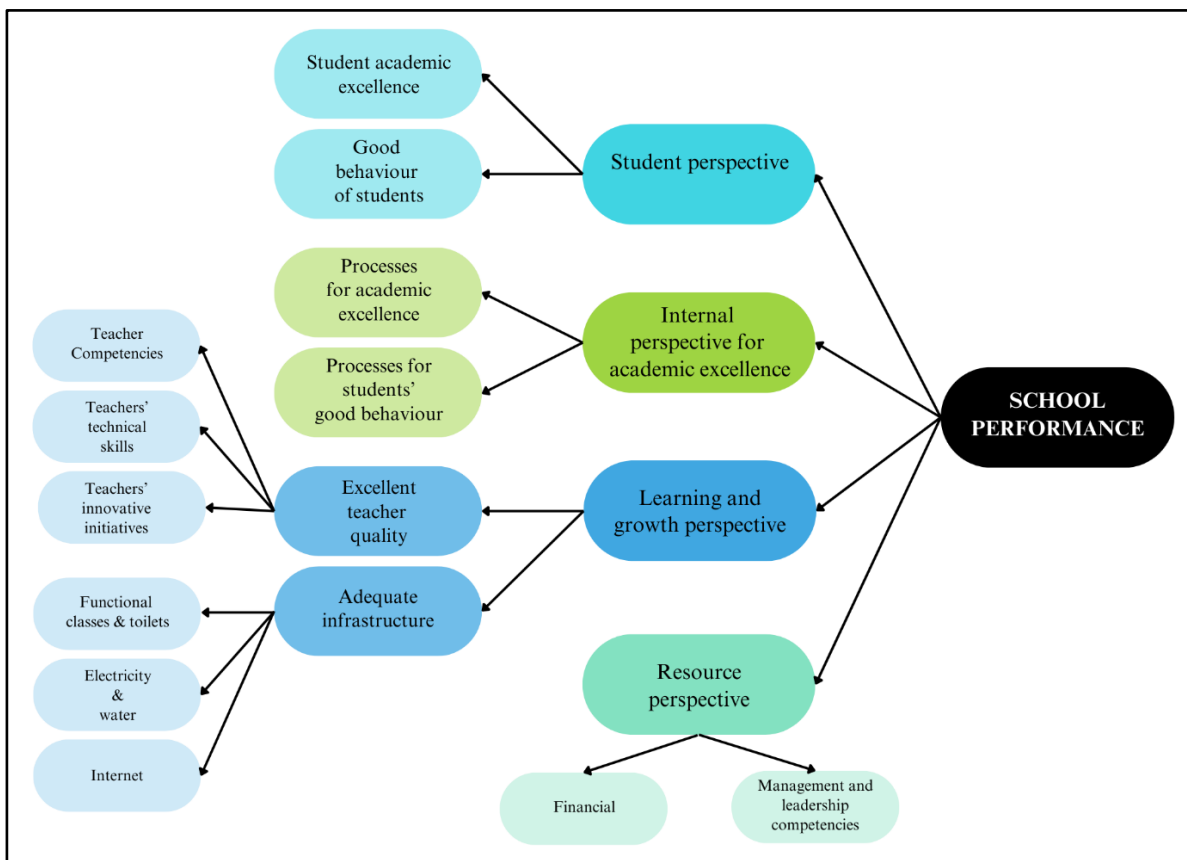 Student academic
excellence
Good
behaviour
of students
Student perspective
Processes
for academic
excellence
Processes for
students'
good behaviour
Internal
perspective for
academic excellence
SCHOOL
PERFORMANCE
Teacher
Competencies
Teachers'
technical
skills
Teachers'
innovative
initiatives
Excellent
teacher
quality
Learning and
growth perspective
Functional
classes & toilets
Electricity
&
water
Internet
Adequate
infrastructure
Resource
perspective
Financial
Management and
leadership
competencies